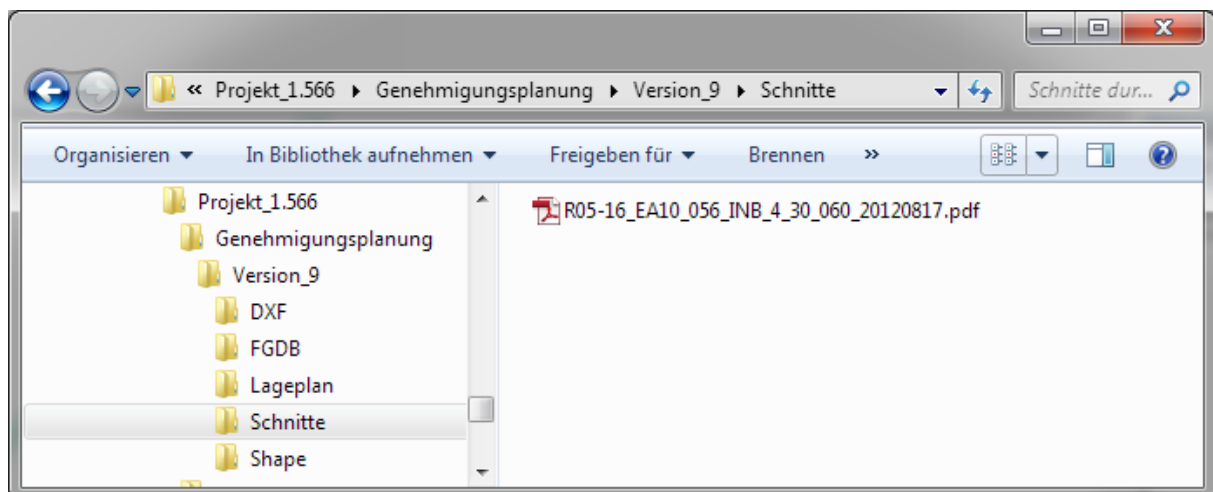 « Projekt_1.566 ▸ Genehmigungsplanung ▸ Version_9 ▸ Schnitte
Schnitte dur...
Organisieren In Bibliothek aufnehmen Freigeben für Brennen »
Projekt_1.566
Genehmigungsplanung
Version_9
DXF
FGDB
Lageplan
Schnitte
Shape
R05-16_EA10_056_INB_4_30_060_20120817.pdf